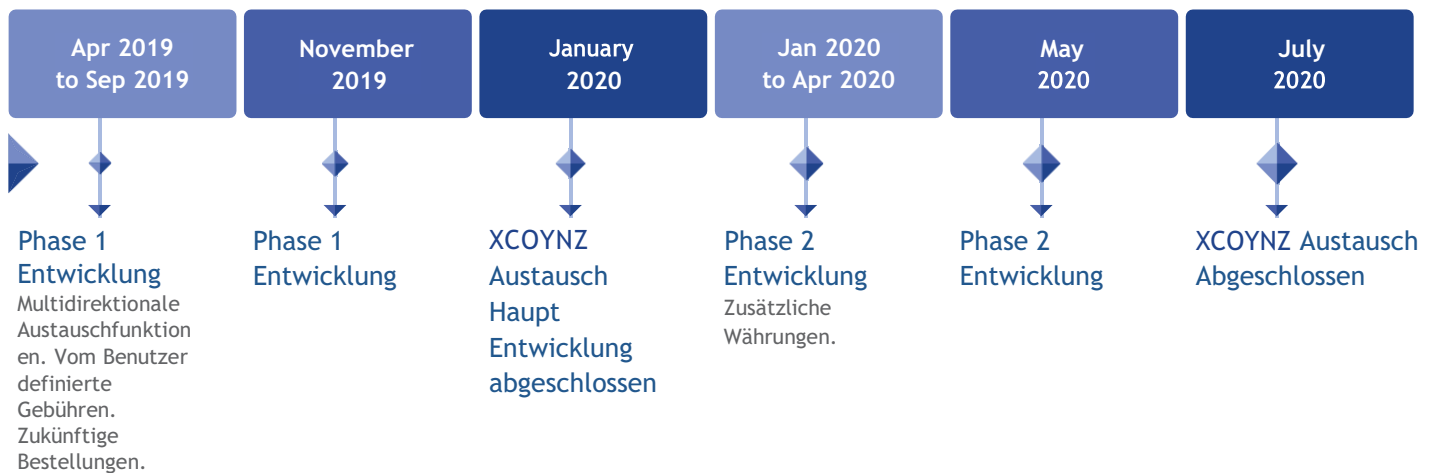 Apr 2019
to Sep 2019
November
2019
January
2020
Jan 2020
to Apr 2020
May
2020
July
2020
Phase 1
Entwicklung
Multidirektionale
Austauschfunktion
en. Vom Benutzer
definierte
Gebühren.
Zukünftige
Bestellungen.
Phase 1
Entwicklung
XCOYNZ
Austausch
Haupt
Entwicklung
abgeschlossen
Phase 2
Entwicklung
Zusätzliche
Währungen.
Phase 2
Entwicklung
XCOYNZ Austausch
Abgeschlossen